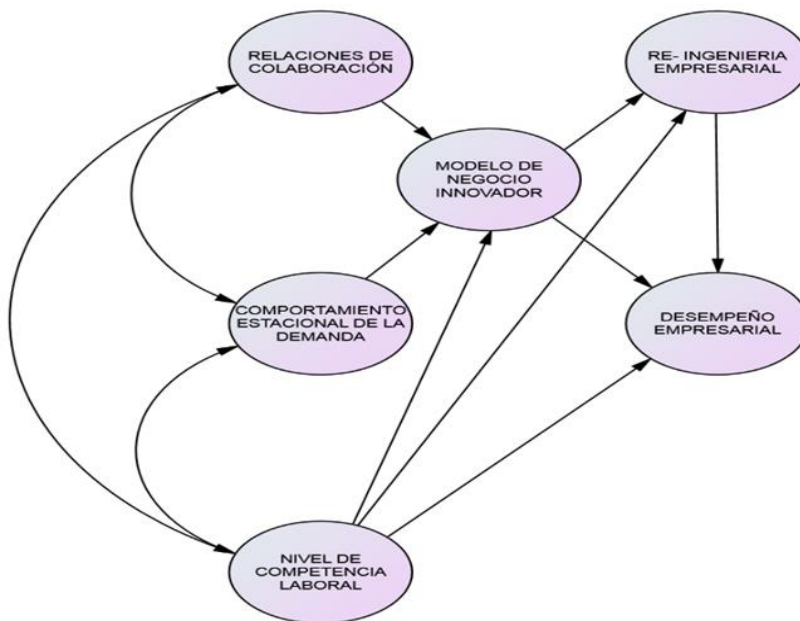 RELACIONES DE
COLABORACIÓN
RE- INGENIERIA
EMPRESARIAL
MODELO DE
NEGOCIO
INNOVADOR
COMPORTAMIENTO
ESTACIONAL DE LA
DEMANDA
DESEMPEÑO
EMPRESARIAL
NIVEL DE
COMPETENCIA
LABORAL